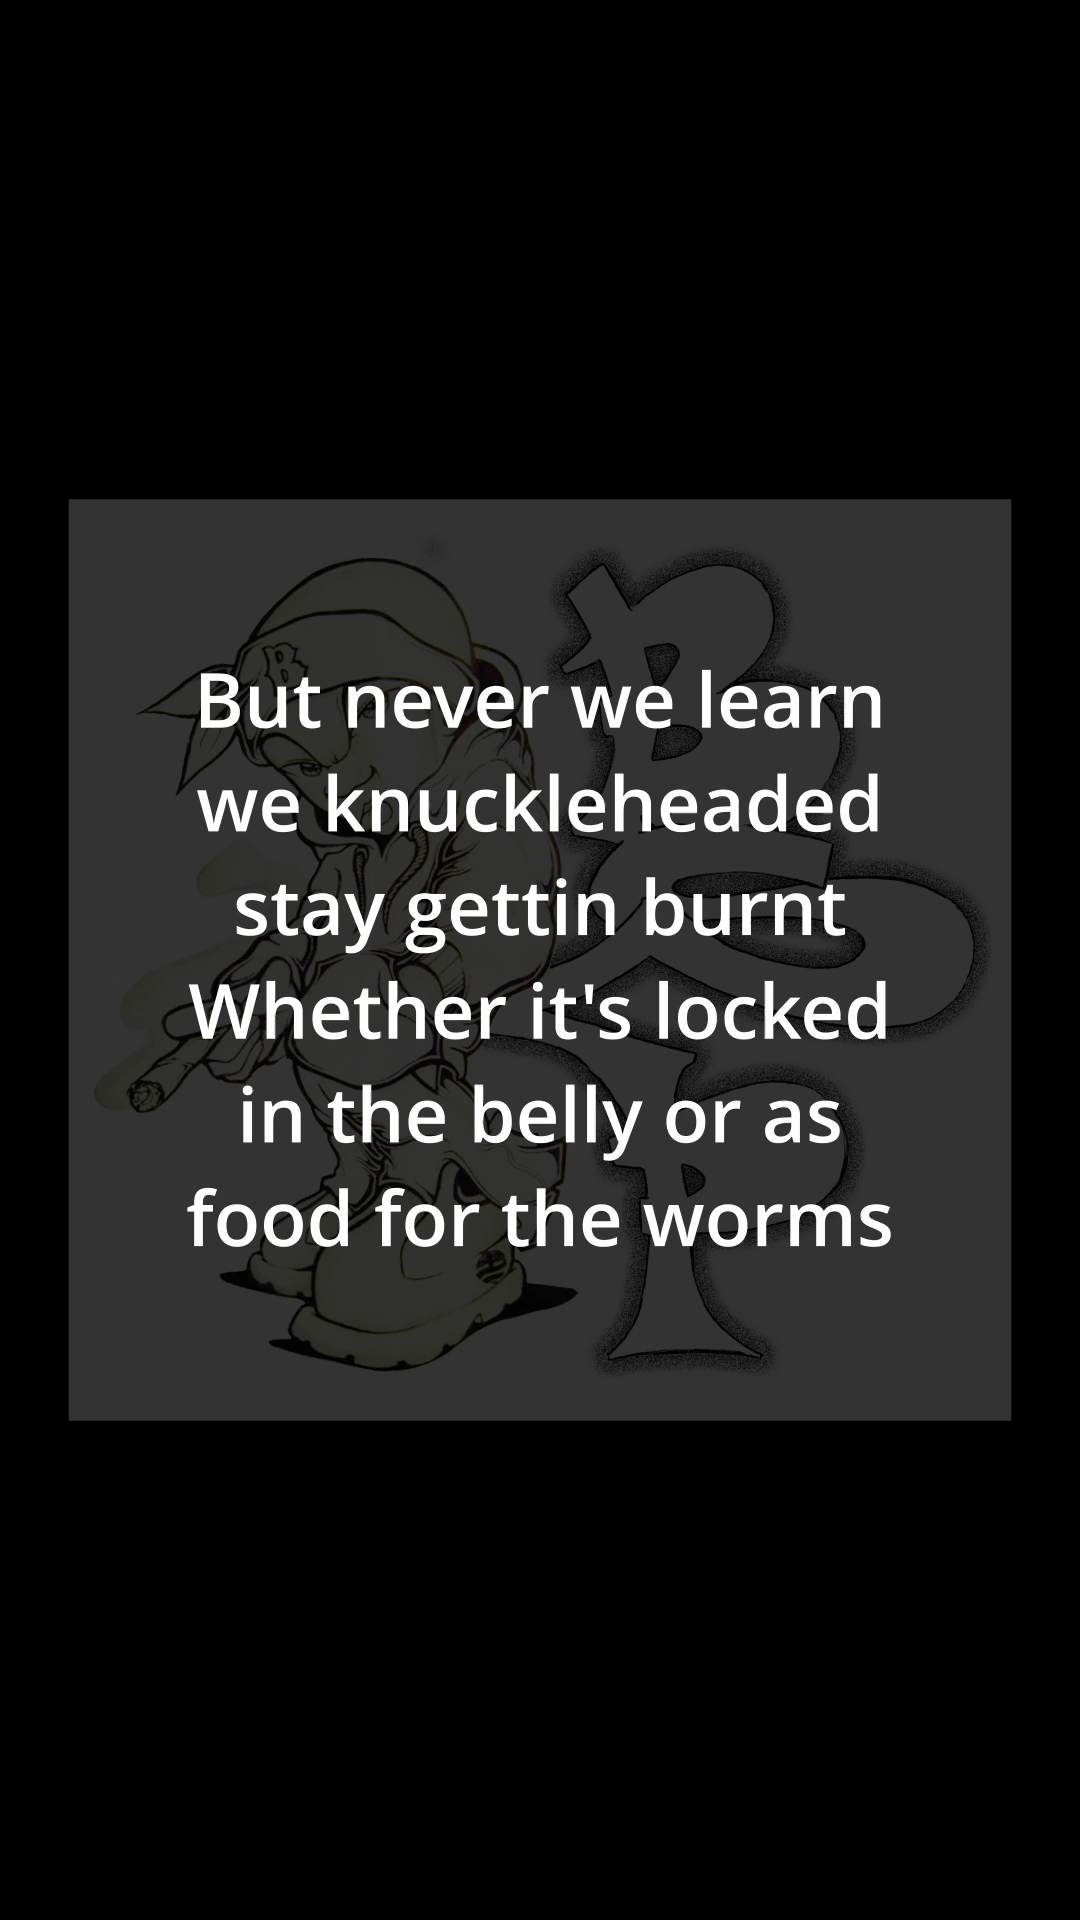 But never we learn
we knuckleheaded
stay gettin burnt
Whether it's locked
in the belly or as
food for the worms